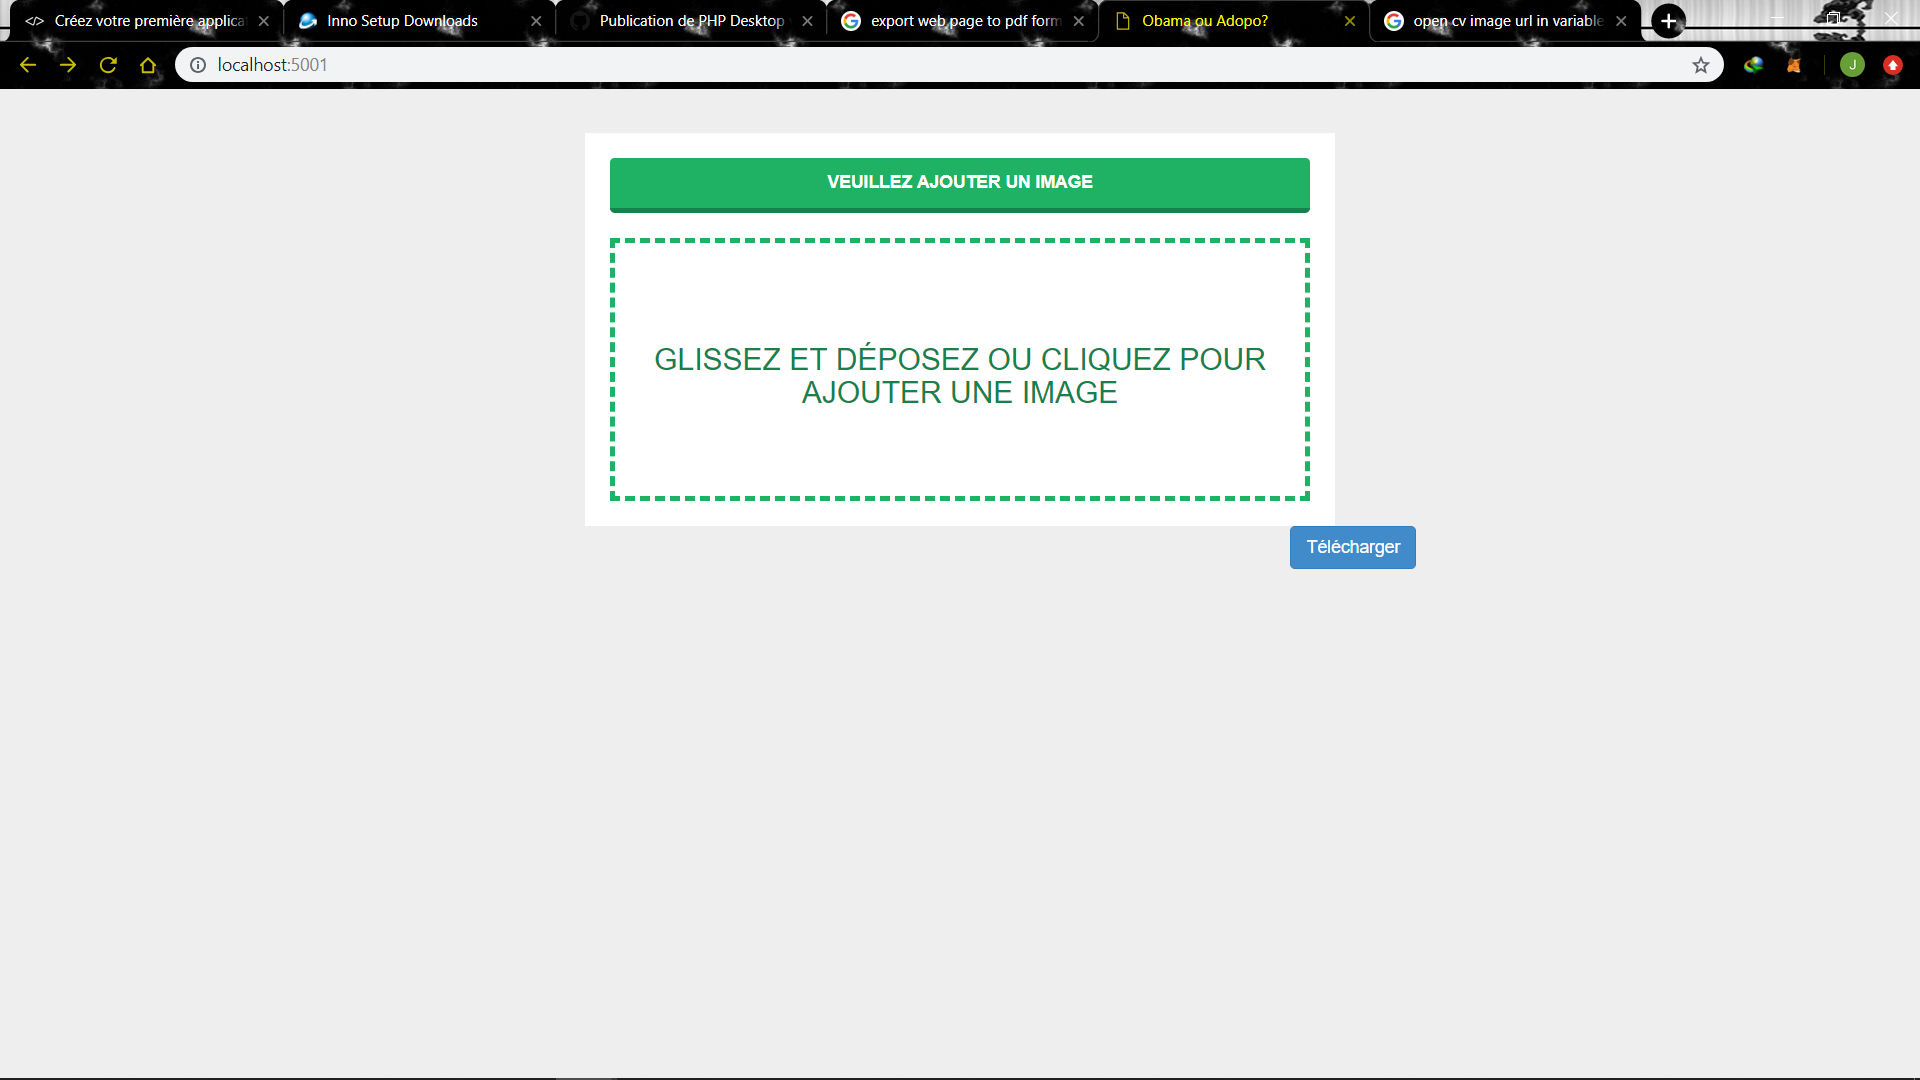 Créez votre première applica
Inno Setup Downloads
Publication de PHP Desktop
export web page to pdf form
Obama ou Adopo?
open cv image url in variable
localhost:5001
J
VEUILLEZ AJOUTER UN IMAGE
GLISSEZ ET DÉPOSEZ OU CLIQUEZ POUR
AJOUTER UNE IMAGE
Télécharger